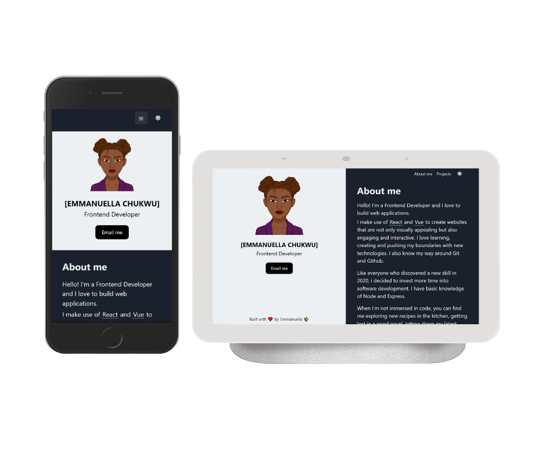 [EMMANUELLA CHUKWU]
Frontend Developer
Email me
About me
Hello! I'm a Frontend Developer
and I love to build web
applications.
I make use of React and Vue to
[EMMANUELLA CHUKWU]
Frontend Developer
Email me
Built with ❤️ by Emmanuella
About me Projects
About me
Hello! I'm a Frontend Developer and I love to
build web applications.
I make use of React and Vue to create websites
that are not only visually appealing but also
engaging and interactive. I love learning,
creating and pushing my boundaries with new
technologies. I also know my way around Git
and Github.
Like everyone who discovered a new skill in
2020, i decided to invest more time into
software development. I have basic knowledge
of Node and Express.
When I'm not immersed in code, you can find
me exploring new recipes in the kitchen, getting